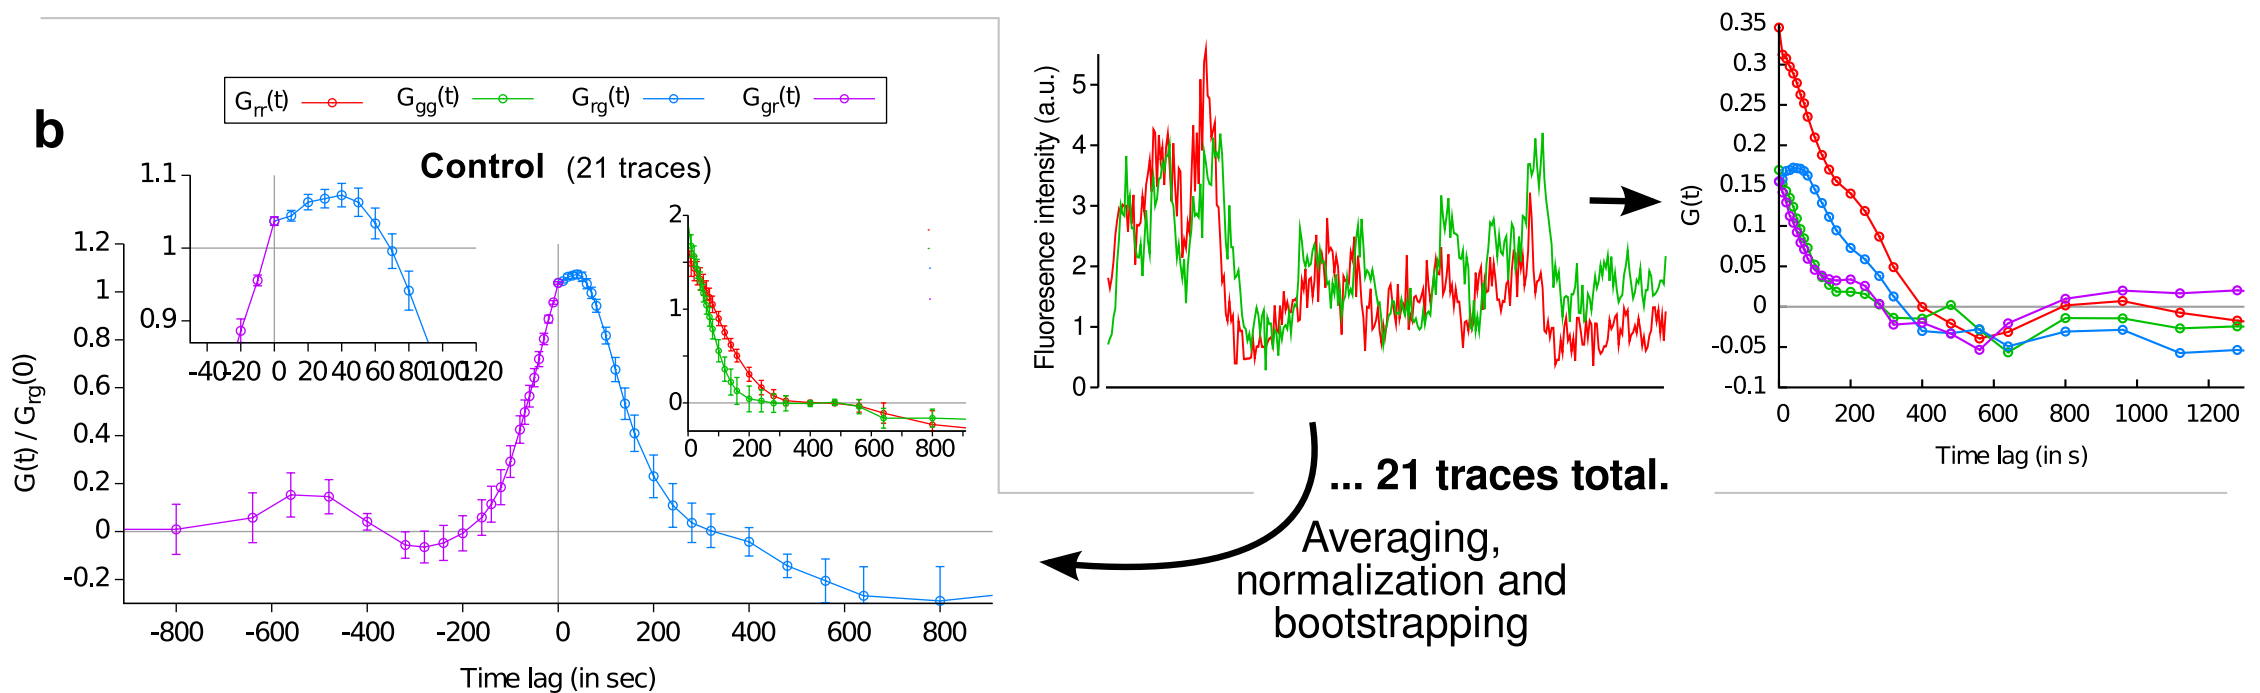 b
G_rr(t) G_gg(t) G_rg(t) G_gr(t)
Control (21 traces)
G(t) / G_rg(0)
1.2
1
0.8
0.6
0.4
0.2
0
-0.2
-800 -600 -400 -200 0 200 400 600 800
Time lag (in sec)
1.1
1
0.9
-40 -20 0 20 40 60 80 100 120
2
1
0
0 200 400 600 800
Fluorescence intensity (a.u.)
5
4
3
2
1
0
G(t)
0.35
0.3
0.25
0.2
0.15
0.1
0.05
0
-0.05
-0.1
0 200 400 600 800 1000 1200
Time lag (in s)
... 21 traces total.
Averaging,
normalization and
bootstrapping